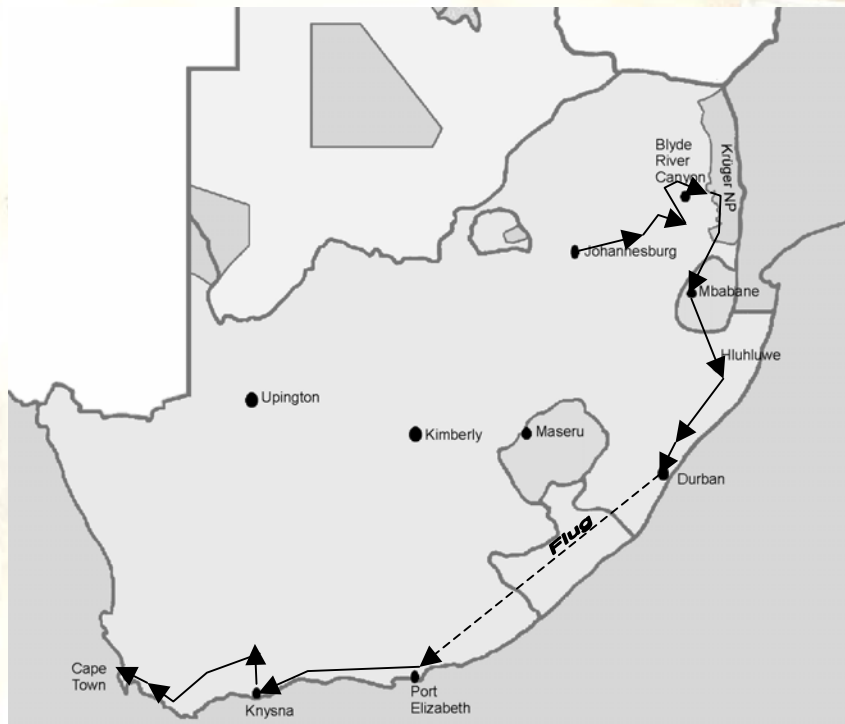 Blyde
River
Canyon
Krüger NP
Johannesburg
Mbabane
Hluhluwe
Upington
Kimberly
Maseru
Durban
Flug
Cape
Town
Knysna
Port
Elizabeth